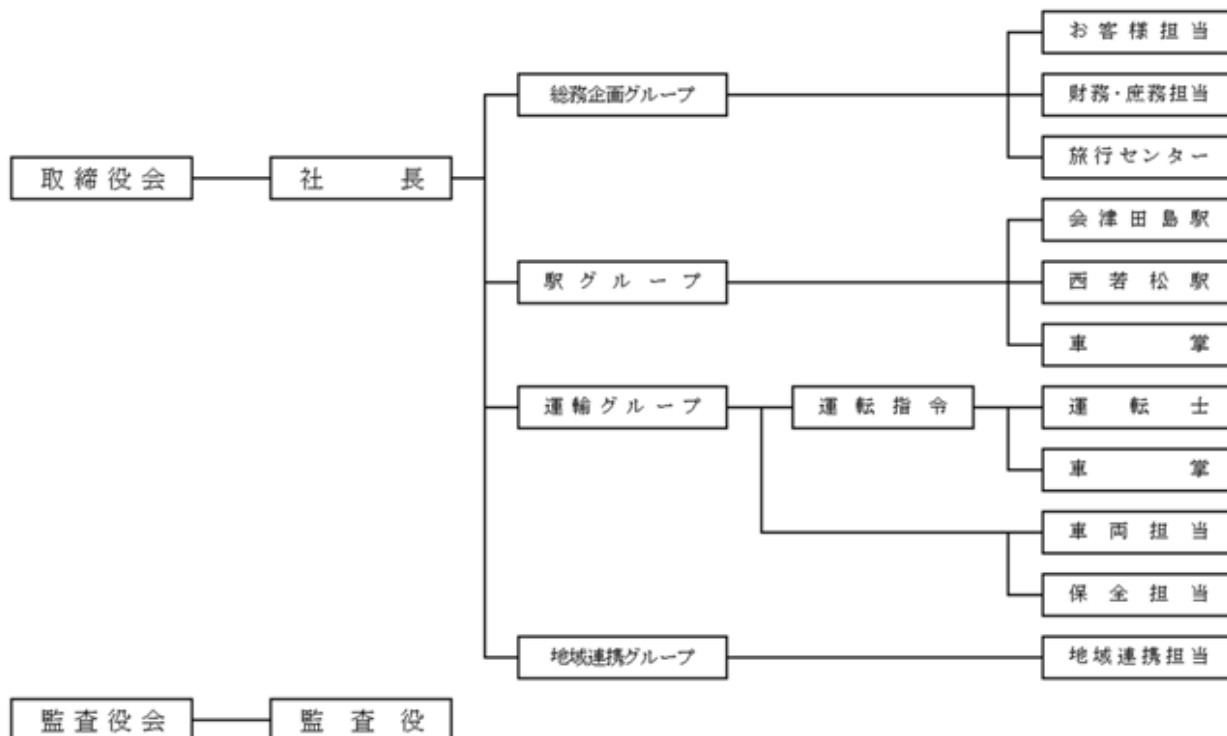 お客様担当
総務企画グループ
財務・庶務担当
旅行センター
取締役会
社長
会津田島駅
駅グループ
西若松駅
車掌
運輸グループ
運転指令
運転士
車掌
車両担当
保全担当
地域連携グループ
地域連携担当
監査役会
監査役